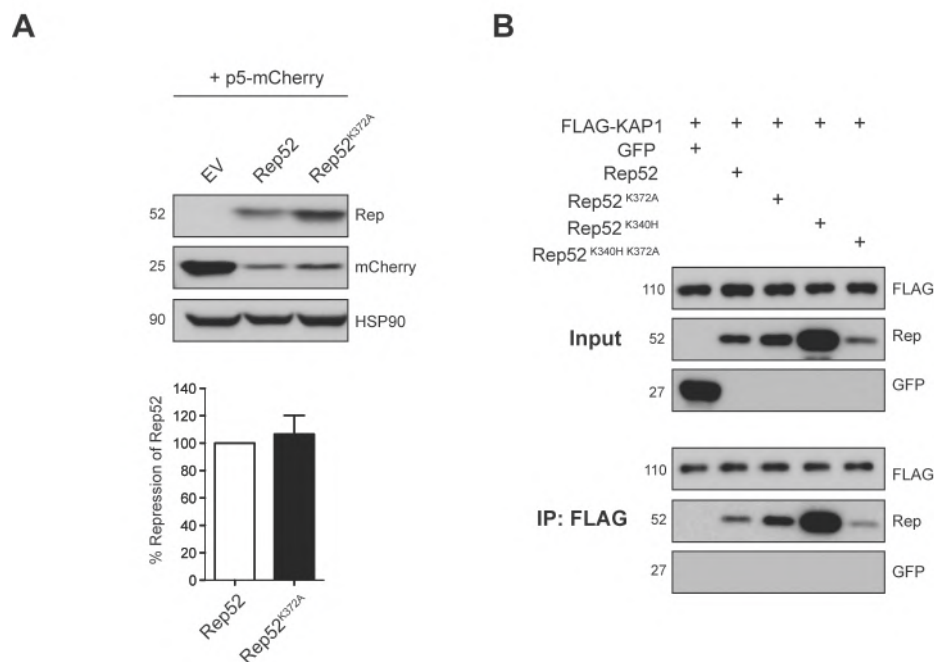 A
+ p5-mCherry
EV Rep52 Rep52K372A
52 Rep
25 mCherry
90 HSP90
% Repression of Rep52
140
120
100
80
60
40
20
0
Rep52 Rep52K372A
B
FLAG-KAP1 + + + + +
GFP +
Rep52 +
Rep52 K372A +
Rep52 K340H +
Rep52 K340H K372A +
110 FLAG
Input 52 Rep
27 GFP
110 FLAG
IP: FLAG 52 Rep
27 GFP